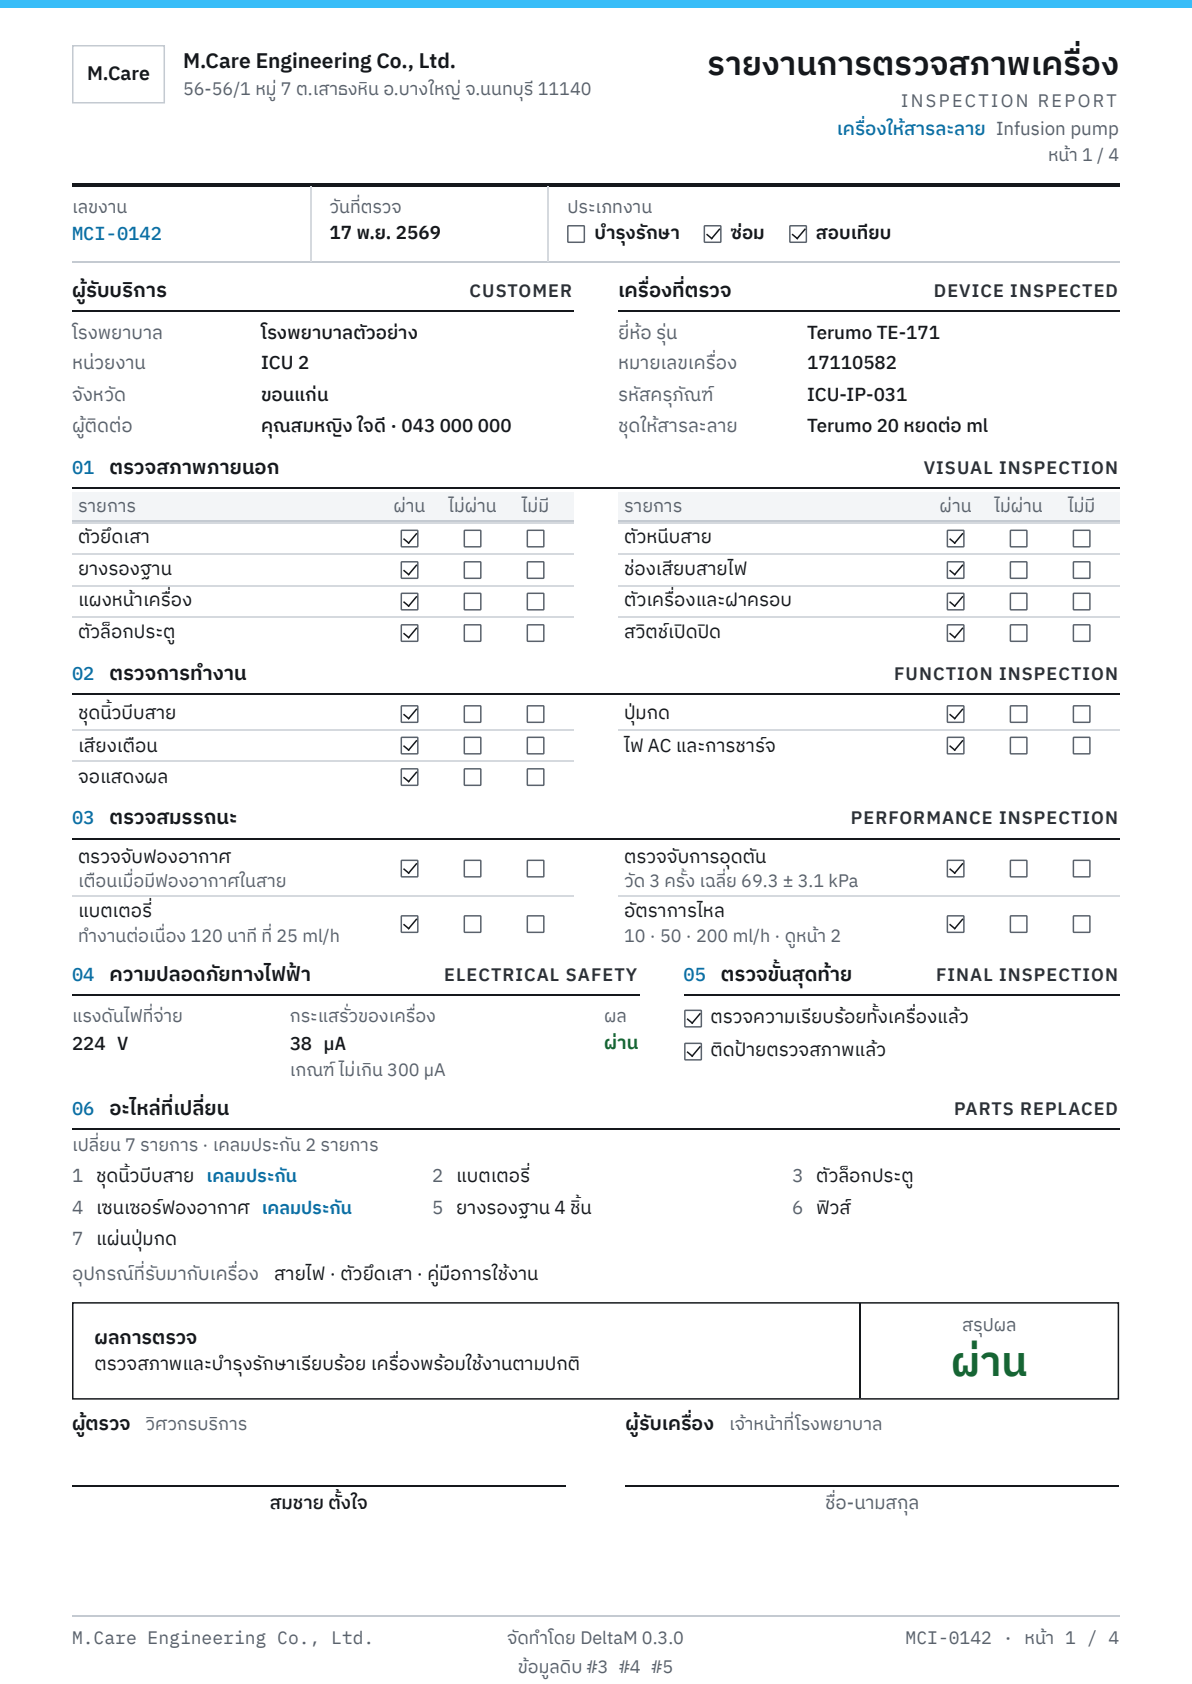 M.Care
M.Care Engineering Co., Ltd.
56-56/1 หมู่ 7 ต.เสาธงหิน อ.บางใหญ่ จ.นนทบุรี 11140
รายงานการตรวจสภาพเครื่อง
INSPECTION REPORT
เครื่องให้สารละลาย Infusion pump
หน้า 1 / 4
เลขงาน
MCI-0142
วันที่ตรวจ
17 พ.ย. 2569
ประเภทงาน
☐ บำรุงรักษา ☑ ซ่อม ☑ สอบเทียบ
ผู้รับบริการ CUSTOMER
โรงพยาบาล โรงพยาบาลตัวอย่าง
หน่วยงาน ICU 2
จังหวัด ขอนแก่น
ผู้ติดต่อ คุณสมหญิง ใจดี · 043 000 000
เครื่องที่ตรวจ DEVICE INSPECTED
ยี่ห้อ รุ่น Terumo TE-171
หมายเลขเครื่อง 17110582
รหัสครุภัณฑ์ ICU-IP-031
ชุดให้สารละลาย Terumo 20 หยดต่อ ml
01 ตรวจสภาพภายนอก VISUAL INSPECTION
รายการ ผ่าน ไม่ผ่าน ไม่มี
ตัวยึดเสา ☑ ☐ ☐
ยางรองฐาน ☑ ☐ ☐
แผงหน้าเครื่อง ☑ ☐ ☐
ตัวล็อกประตู ☑ ☐ ☐
รายการ ผ่าน ไม่ผ่าน ไม่มี
ตัวหนีบสาย ☑ ☐ ☐
ช่องเสียบสายไฟ ☑ ☐ ☐
ตัวเครื่องและฝาครอบ ☑ ☐ ☐
สวิตช์เปิดปิด ☑ ☐ ☐
02 ตรวจการทำงาน FUNCTION INSPECTION
ชุดนิ้วบีบสาย ☑ ☐ ☐
เสียงเตือน ☑ ☐ ☐
จอแสดงผล ☑ ☐ ☐
ปุ่มกด ☑ ☐ ☐
ไฟ AC และการชาร์จ ☑ ☐ ☐
03 ตรวจสมรรถนะ PERFORMANCE INSPECTION
ตรวจจับฟองอากาศ ☑ ☐ ☐
เตือนเมื่อมีฟองอากาศในสาย
แบตเตอรี่ ☑ ☐ ☐
ทำงานต่อเนื่อง 120 นาที ที่ 25 ml/h
ตรวจจับการอุดตัน ☑ ☐ ☐
วัด 3 ครั้ง เฉลี่ย 69.3 ± 3.1 kPa
อัตราการไหล ☑ ☐ ☐
10 · 50 · 200 ml/h · ดูหน้า 2
04 ความปลอดภัยทางไฟฟ้า ELECTRICAL SAFETY
แรงดันไฟที่จ่าย
224 V
กระแสรั่วของเครื่อง
38 µA
เกณฑ์ ไม่เกิน 300 µA
ผล
ผ่าน
05 ตรวจขั้นสุดท้าย FINAL INSPECTION
☑ ตรวจความเรียบร้อยทั้งเครื่องแล้ว
☑ ติดป้ายตรวจสภาพแล้ว
06 อะไหล่ที่เปลี่ยน PARTS REPLACED
เปลี่ยน 7 รายการ · เคลมประกัน 2 รายการ
1 ชุดนิ้วบีบสาย เคลมประกัน 2 แบตเตอรี่ 3 ตัวล็อกประตู
4 เซนเซอร์ฟองอากาศ เคลมประกัน 5 ยางรองฐาน 4 ชิ้น 6 ฟิวส์
7 แผ่นปุ่มกด
อุปกรณ์ที่รับมากับเครื่อง สายไฟ · ตัวยึดเสา · คู่มือการใช้งาน
ผลการตรวจ
ตรวจสภาพและบำรุงรักษาเรียบร้อย เครื่องพร้อมใช้งานตามปกติ
สรุปผล
ผ่าน
ผู้ตรวจ วิศวกรบริการ
สมชาย ตั้งใจ
ผู้รับเครื่อง เจ้าหน้าที่โรงพยาบาล
ชื่อ-นามสกุล
M.Care Engineering Co., Ltd.
จัดทำโดย DeltaM 0.3.0
ข้อมูลดิบ #3 #4 #5
MCI-0142 · หน้า 1 / 4